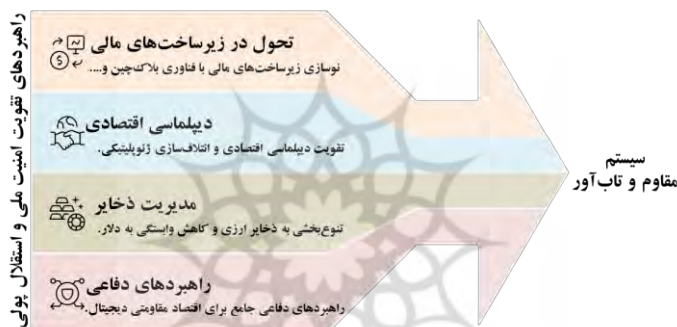 راهبردهای تقویت امنیت ملی و استقلال پولی
تحول در زیرساخت‌های مالی
نوسازی زیرساخت‌های مالی با فناوری بلاکچین و....
دیپلماسی اقتصادی
تقویت دیپلماسی اقتصادی و ائتلاف‌سازی ژئوپلیتیکی.
مدیریت ذخایر
تنوع‌بخشی به ذخایر ارزی و کاهش وابستگی به دلار.
راهبردهای دفاعی
راهبردهای دفاعی جامع برای اقتصاد مقاومتی دیجیتال.
سیستم
مقاوم و تاب‌آور